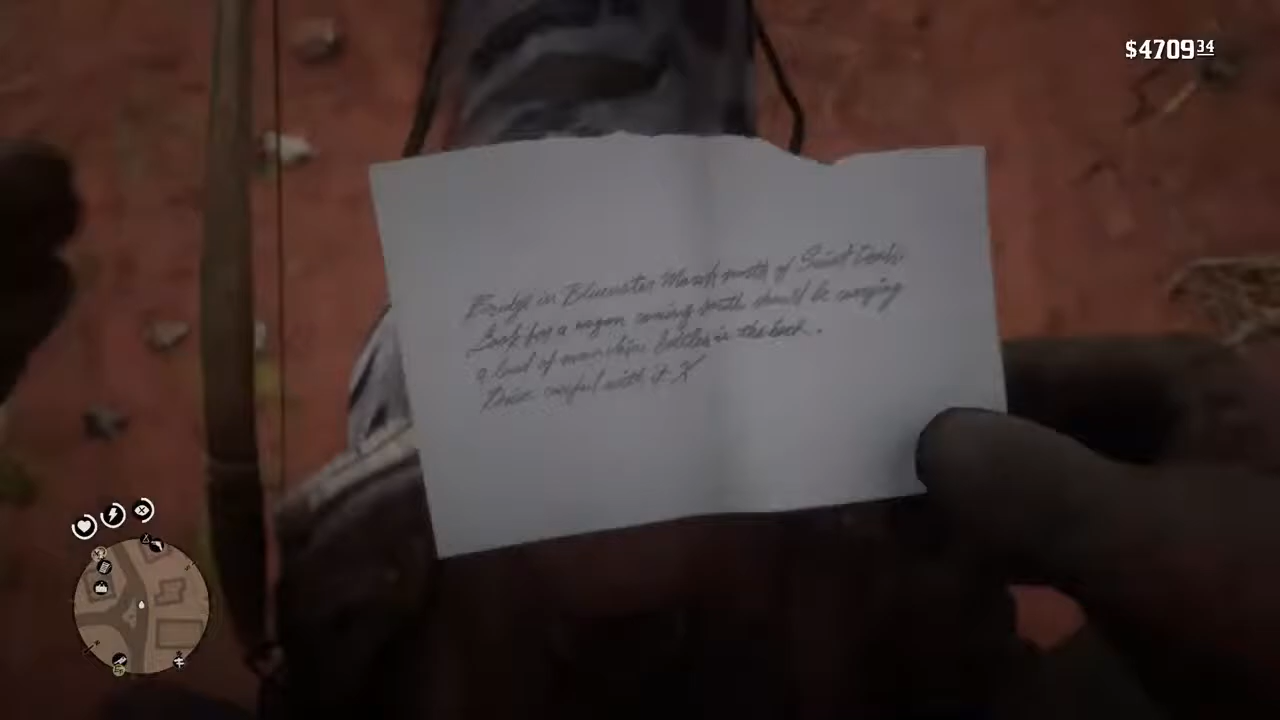 $4709 34
Bridge in Bluewater Marsh north of Saint Denis.
Look for a wagon coming south should be carrying
a load of moonshine bottles in the back.
Drive careful with it X